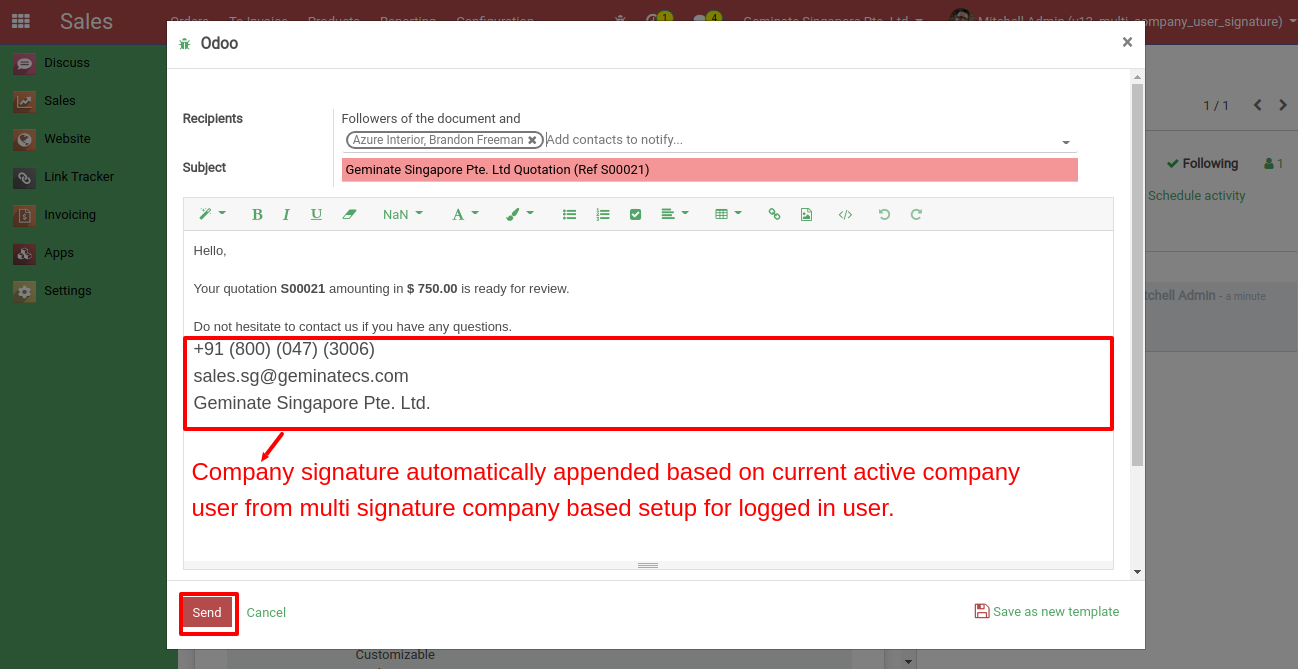 Sales
Orders To Invoice Products Reporting Configuration 1 4 Geminate Singapore Pte. Ltd Mitchell Admin (v13_multi_company_user_signature)
Odoo ×
Discuss
Sales
Website
Link Tracker
Invoicing
Apps
Settings
1 / 1
Following 1
Schedule activity
tchell Admin - a minute
Recipients
Followers of the document and
Azure Interior, Brandon Freeman Add contacts to notify...
Subject
Geminate Singapore Pte. Ltd Quotation (Ref S00021)
B I U NaN A </>
Hello,
Your quotation S00021 amounting in $ 750.00 is ready for review.
Do not hesitate to contact us if you have any questions.
+91 (800) (047) (3006)
sales.sg@geminatecs.com
Geminate Singapore Pte. Ltd.
Company signature automatically appended based on current active company
user from multi signature company based setup for logged in user.
Send Cancel Save as new template
Customizable